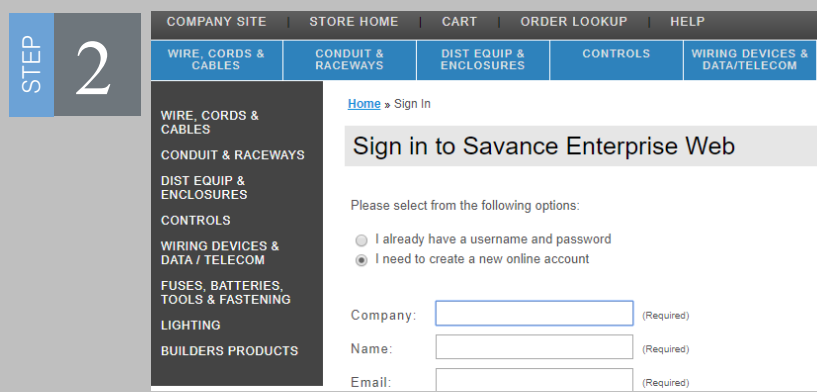 STEP
2
COMPANY SITE | STORE HOME | CART | ORDER LOOKUP | HELP
WIRE, CORDS &
CABLES
CONDUIT &
RACEWAYS
DIST EQUIP &
ENCLOSURES
CONTROLS
WIRING DEVICES &
DATA/TELECOM
WIRE, CORDS &
CABLES
CONDUIT & RACEWAYS
DIST EQUIP &
ENCLOSURES
CONTROLS
WIRING DEVICES &
DATA / TELECOM
FUSES, BATTERIES,
TOOLS & FASTENING
LIGHTING
BUILDERS PRODUCTS
Home » Sign In
Sign in to Savance Enterprise Web
Please select from the following options:
I already have a username and password
I need to create a new online account
Company: (Required)
Name: (Required)
Email: (Required)